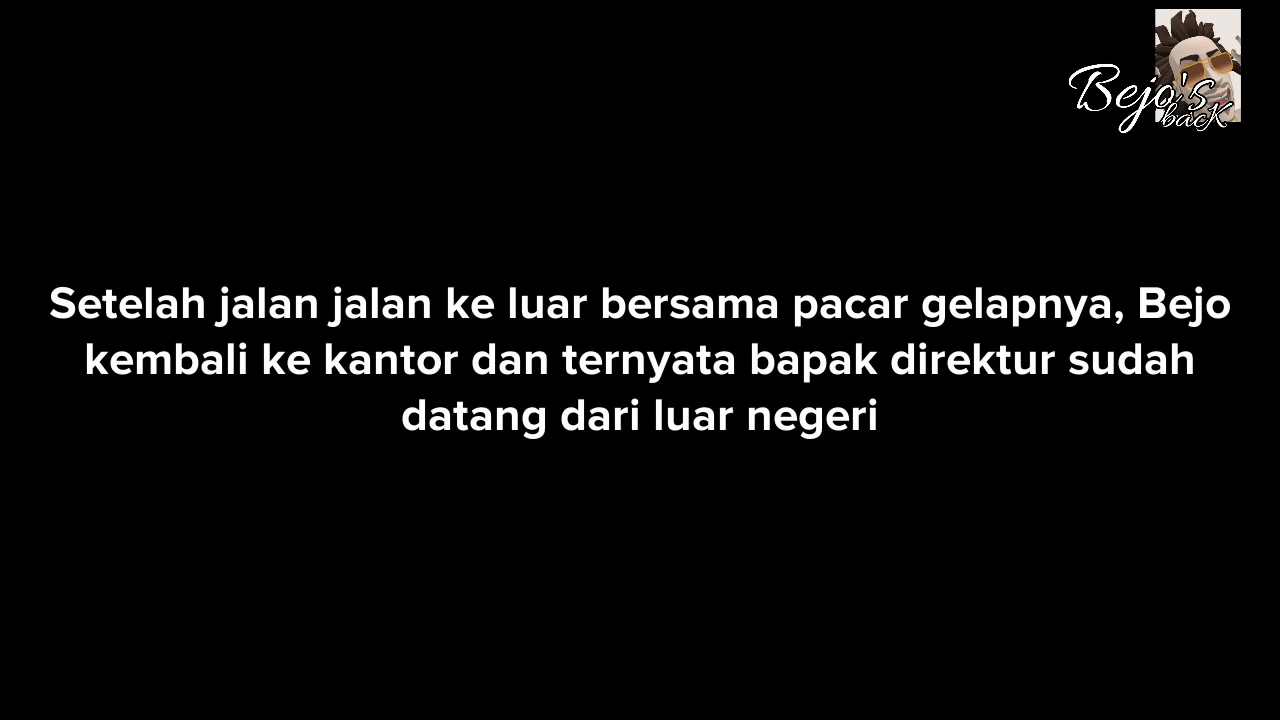 Bejo's
back
Setelah jalan jalan ke luar bersama pacar gelapnya, Bejo
kembali ke kantor dan ternyata bapak direktur sudah
datang dari luar negeri